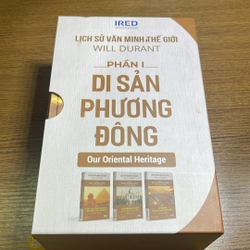 IRED
LỊCH SỬ VĂN MINH THẾ GIỚI
WILL DURANT
PHẦN I
DI SẢN
PHƯƠNG
ĐÔNG
Our Oriental Heritage